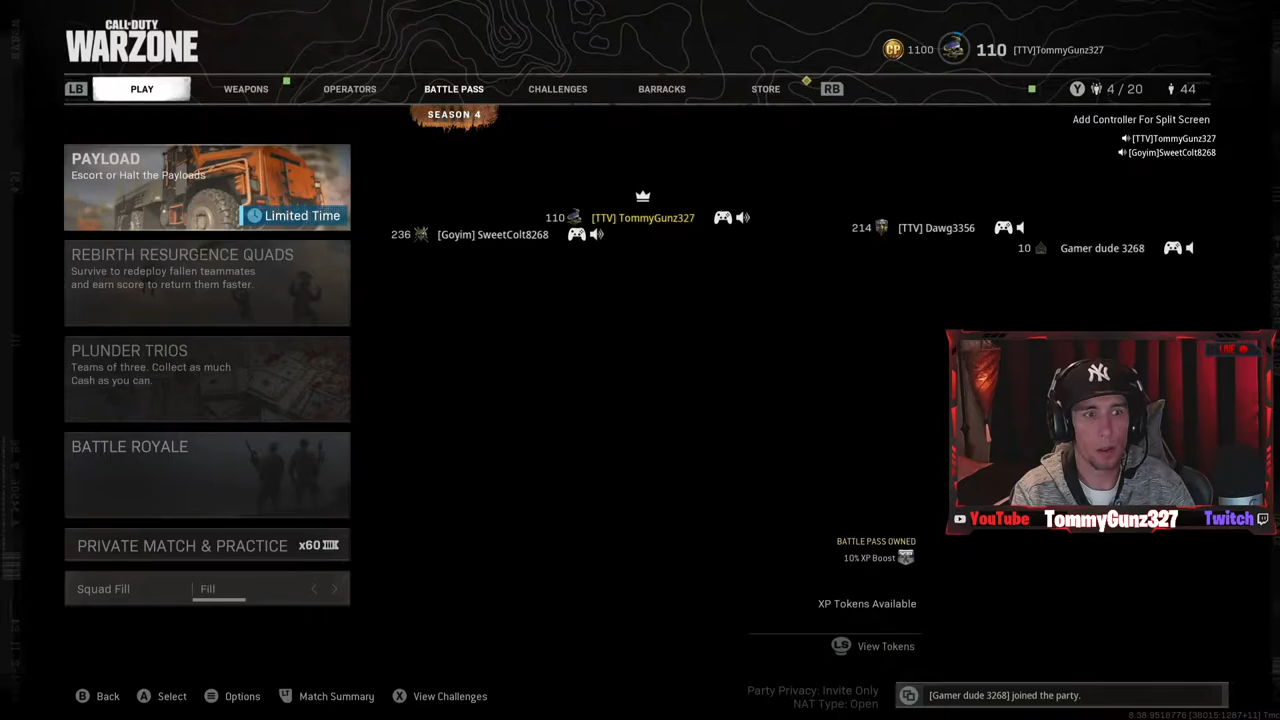 CALL OF DUTY
WARZONE
1100
110
[TTV]TommyGunz327
LB
PLAY
WEAPONS
OPERATORS
BATTLE PASS
CHALLENGES
BARRACKS
STORE
RB
Y
4 / 20
44
SEASON 4
Add Controller For Split Screen
[TTV]TommyGunz327
[Goyim]SweetColt8268
PAYLOAD
Escort or Halt the Payloads
Limited Time
110 [TTV] TommyGunz327
236 [Goyim] SweetColt8268
214 [TTV] Dawg3356
10 Gamer dude 3268
REBIRTH RESURGENCE QUADS
Survive to redeploy fallen teammates
and earn score to return them faster.
PLUNDER TRIOS
Teams of three. Collect as much
Cash as you can.
BATTLE ROYALE
PRIVATE MATCH & PRACTICE x60
Squad Fill Fill
LIVE
YouTube TommyGunz327 Twitch
BATTLE PASS OWNED
10% XP Boost
XP Tokens Available
LS View Tokens
B Back A Select Options LT Match Summary X View Challenges
Party Privacy: Invite Only
NAT Type: Open
[Gamer dude 3268] joined the party.